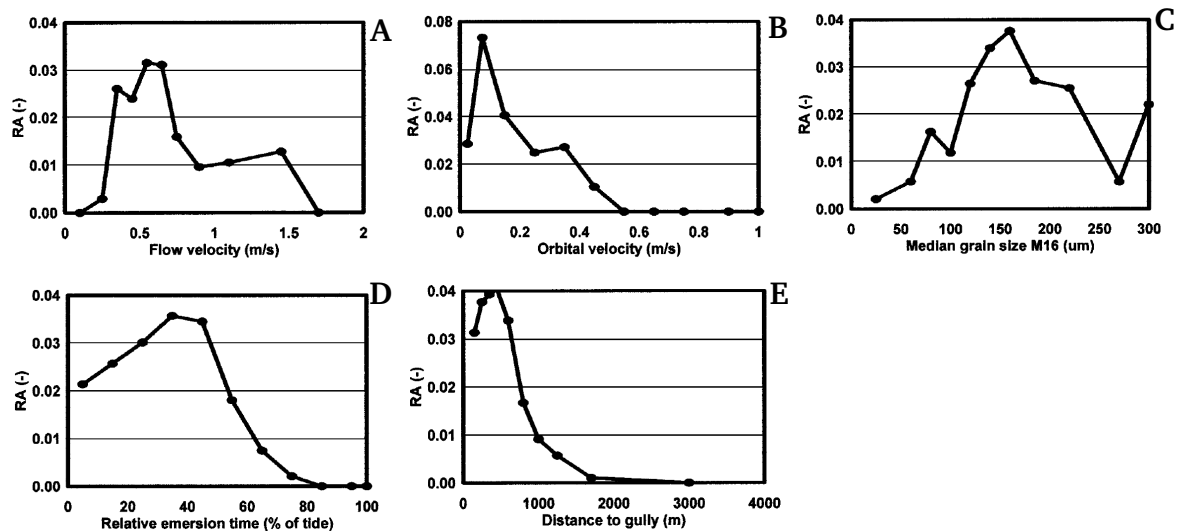 A
0.04
0.03
0.02
0.01
0.00
RA (-)
0 0.5 1 1.5 2
Flow velocity (m/s)
B
0.08
0.06
0.04
0.02
0.00
RA (-)
0 0.2 0.4 0.6 0.8 1
Orbital velocity (m/s)
C
0.04
0.03
0.02
0.01
0.00
RA (-)
0 50 100 150 200 250 300
Median grain size M16 (um)
D
0.04
0.03
0.02
0.01
0.00
RA (-)
0 20 40 60 80 100
Relative emersion time (% of tide)
E
0.04
0.03
0.02
0.01
0.00
RA (-)
0 1000 2000 3000 4000
Distance to gully (m)